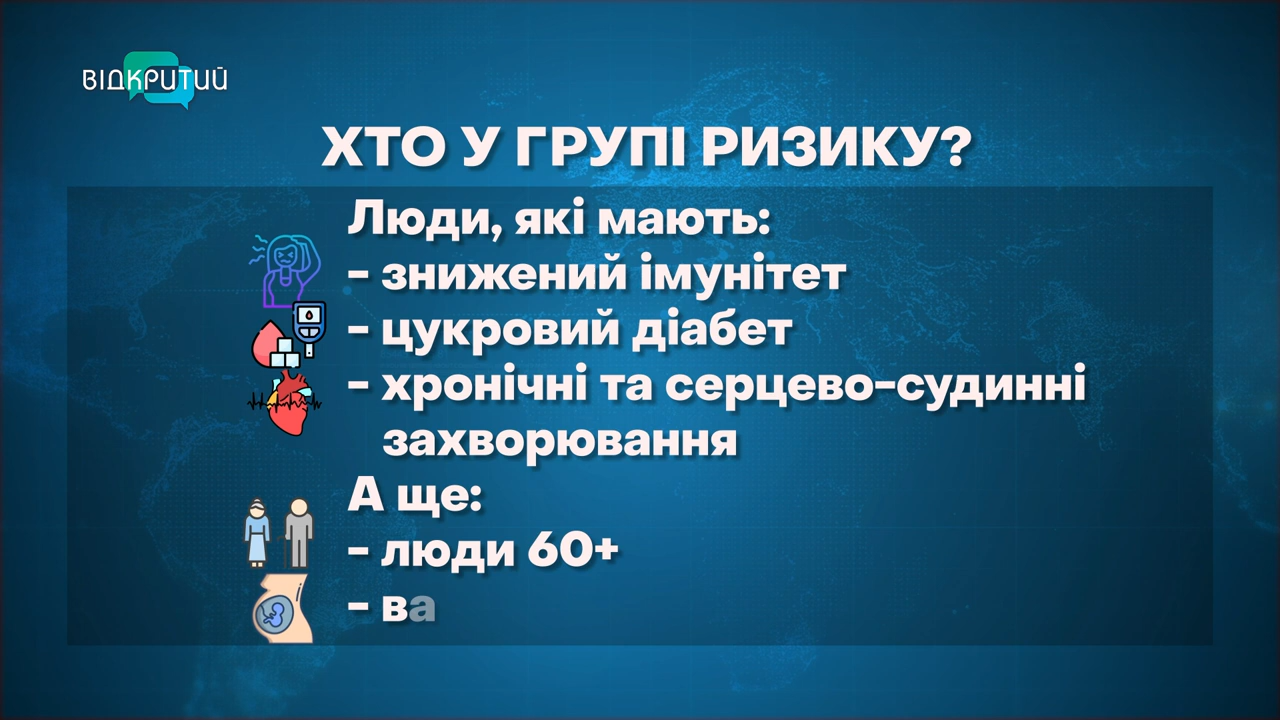 ВІДКРИТИЙ
ХТО У ГРУПІ РИЗИКУ?
Люди, які мають:
- знижений імунітет
- цукровий діабет
- хронічні та серцево-судинні
захворювання
А ще:
- люди 60+
- ва